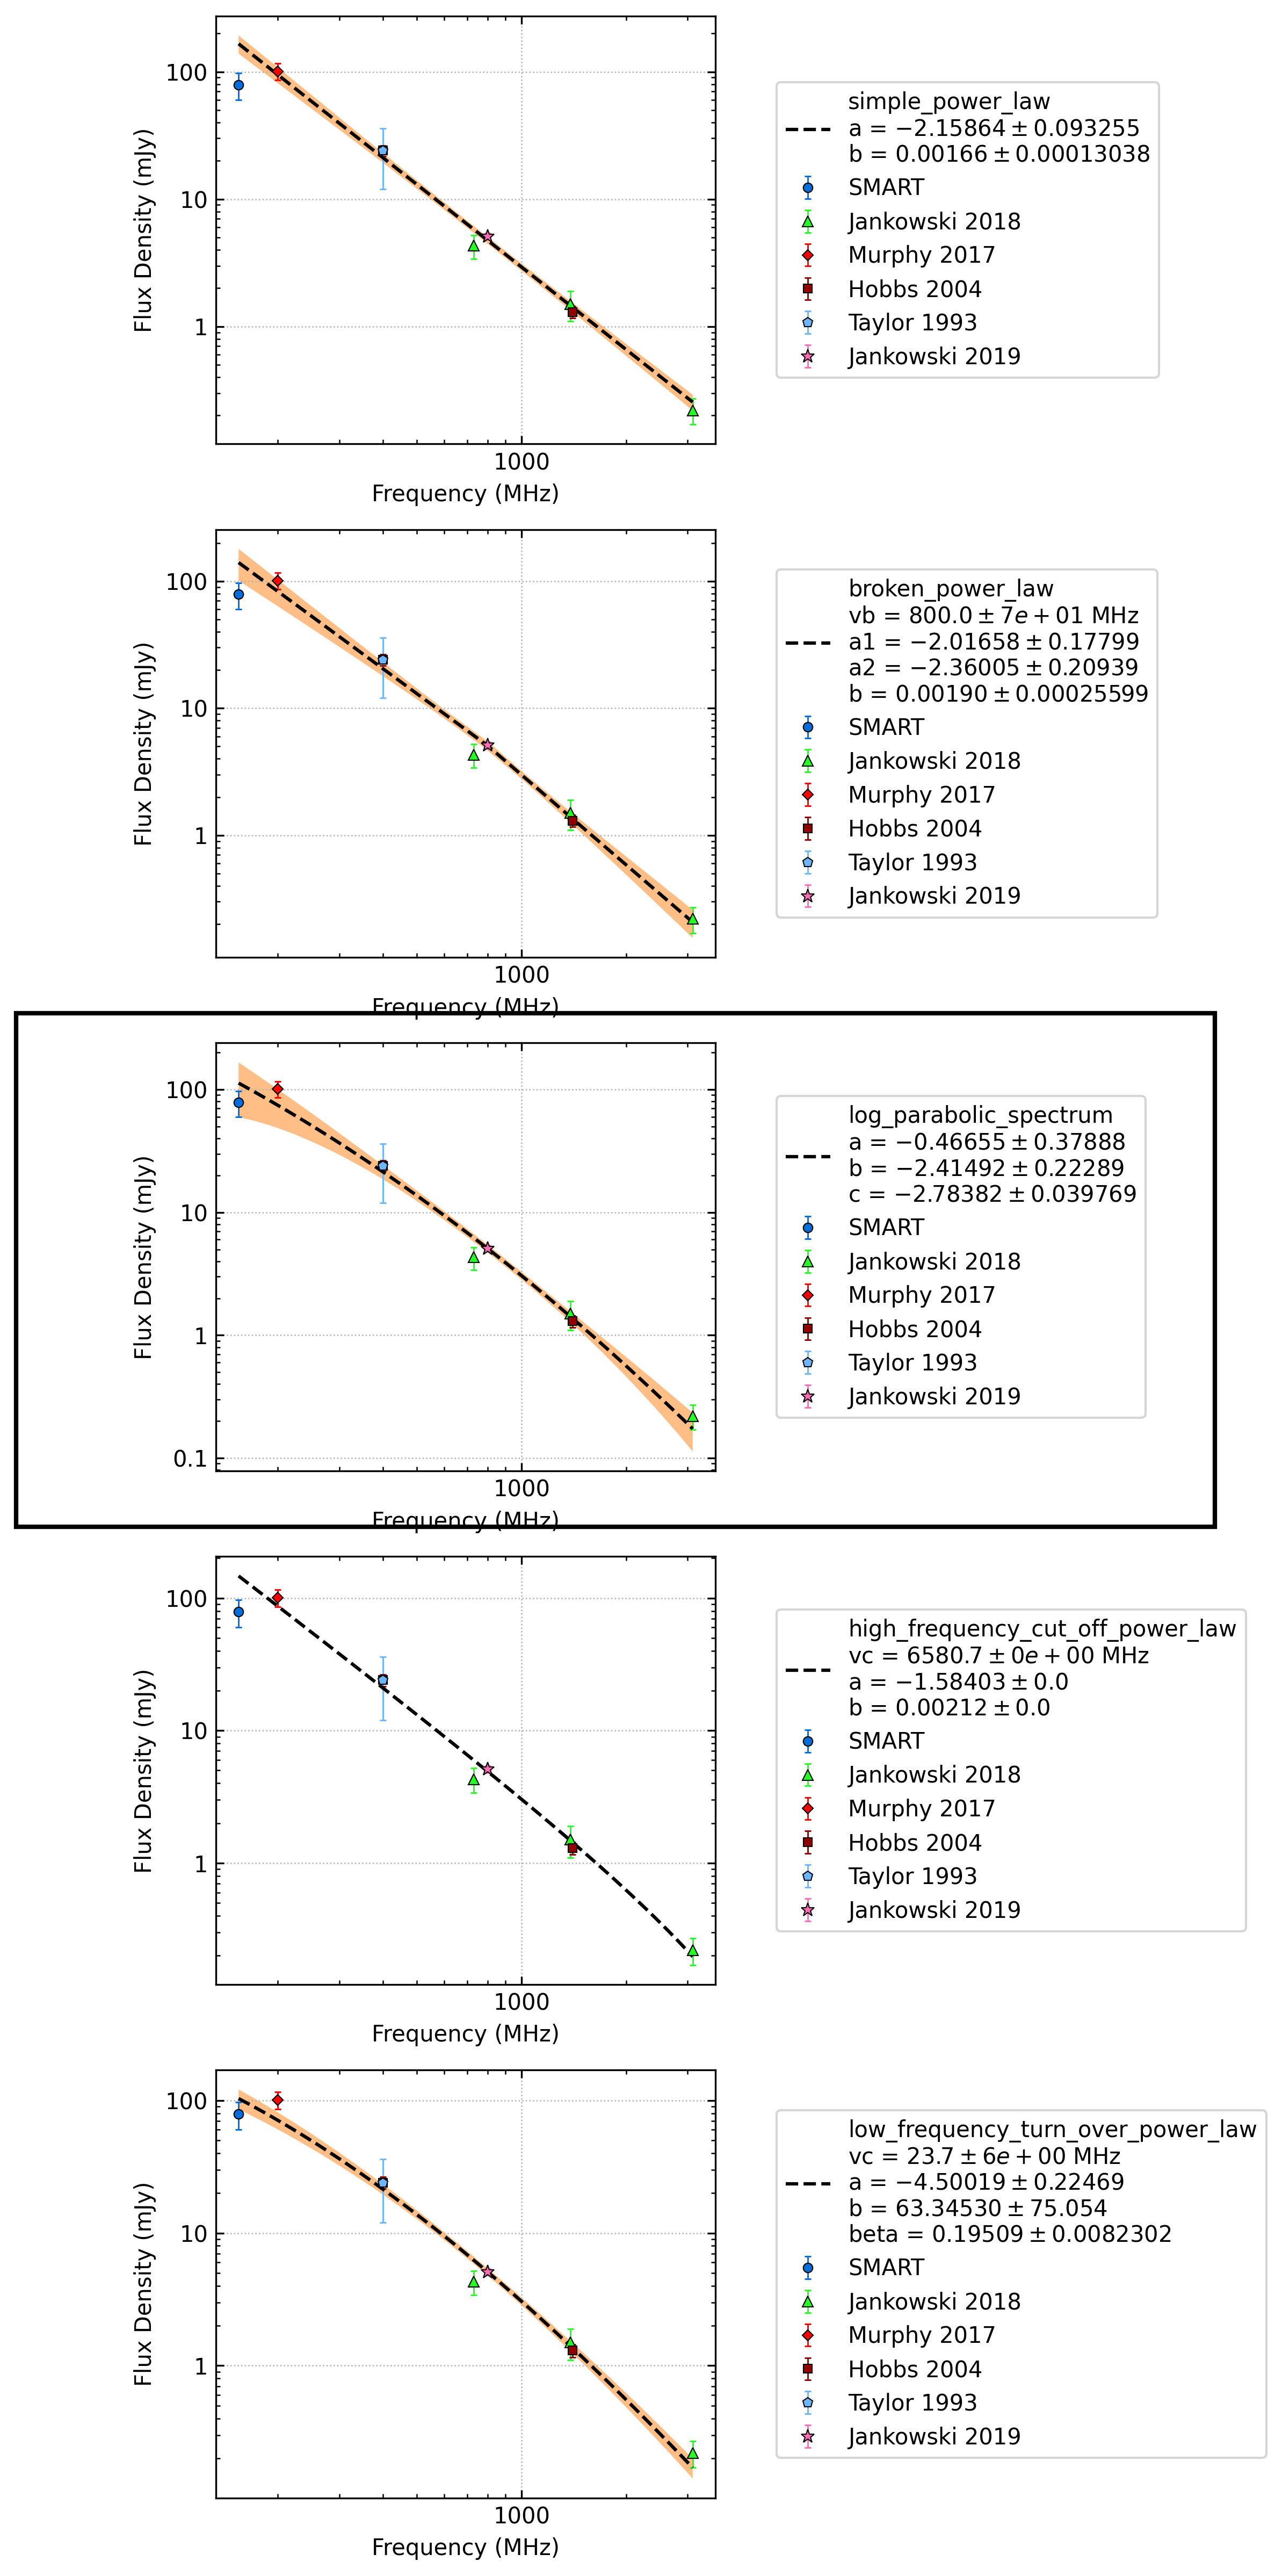 100
10
1
Flux Density (mJy)
1000
Frequency (MHz)
simple_power_law
a = −2.15864 ± 0.093255
b = 0.00166 ± 0.00013038
SMART
Jankowski 2018
Murphy 2017
Hobbs 2004
Taylor 1993
Jankowski 2019
100
10
1
Flux Density (mJy)
1000
Frequency (MHz)
broken_power_law
vb = 800.0 ± 7e + 01 MHz
a1 = −2.01658 ± 0.17799
a2 = −2.36005 ± 0.20939
b = 0.00190 ± 0.00025599
SMART
Jankowski 2018
Murphy 2017
Hobbs 2004
Taylor 1993
Jankowski 2019
100
10
1
0.1
Flux Density (mJy)
1000
Frequency (MHz)
log_parabolic_spectrum
a = −0.46655 ± 0.37888
b = −2.41492 ± 0.22289
c = −2.78382 ± 0.039769
SMART
Jankowski 2018
Murphy 2017
Hobbs 2004
Taylor 1993
Jankowski 2019
100
10
1
Flux Density (mJy)
1000
Frequency (MHz)
high_frequency_cut_off_power_law
vc = 6580.7 ± 0e + 00 MHz
a = −1.58403 ± 0.0
b = 0.00212 ± 0.0
SMART
Jankowski 2018
Murphy 2017
Hobbs 2004
Taylor 1993
Jankowski 2019
100
10
1
Flux Density (mJy)
1000
Frequency (MHz)
low_frequency_turn_over_power_law
vc = 23.7 ± 6e + 00 MHz
a = −4.50019 ± 0.22469
b = 63.34530 ± 75.054
beta = 0.19509 ± 0.0082302
SMART
Jankowski 2018
Murphy 2017
Hobbs 2004
Taylor 1993
Jankowski 2019